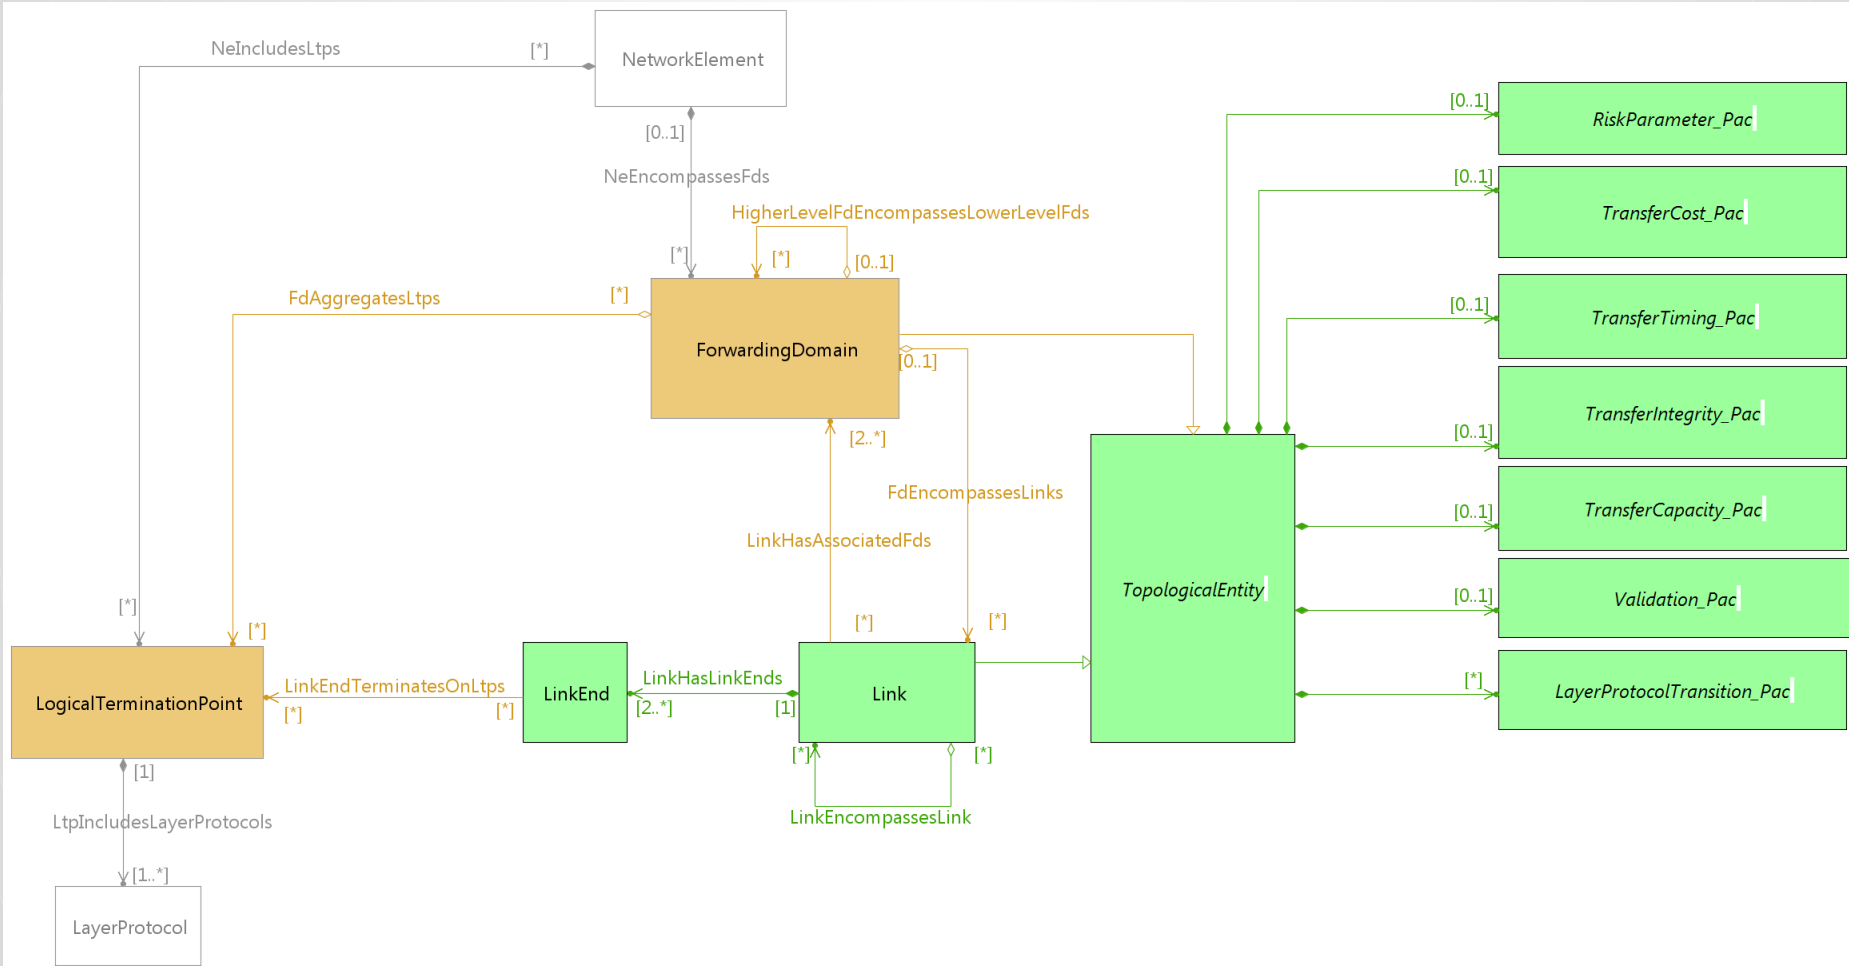 NeIncludesLtps
[*]
NetworkElement
[0..1]
NeEncompassesFds
[*]
HigherLevelFdEncompassesLowerLevelFds
[*]
[0..1]
FdAggregatesLtps
[*]
ForwardingDomain
[0..1]
[2..*]
FdEncompassesLinks
LinkHasAssociatedFds
[*]
[*]
[*]
[*]
LogicalTerminationPoint
LinkEndTerminatesOnLtps
[*]
[*]
LinkEnd
LinkHasLinkEnds
[2..*]
[1]
Link
[*]
[*]
LinkEncompassesLink
[1]
LtpIncludesLayerProtocols
[1..*]
LayerProtocol
TopologicalEntity
[0..1]
RiskParameter_Pac
[0..1]
TransferCost_Pac
[0..1]
TransferTiming_Pac
[0..1]
TransferIntegrity_Pac
[0..1]
TransferCapacity_Pac
[0..1]
Validation_Pac
[*]
LayerProtocolTransition_Pac